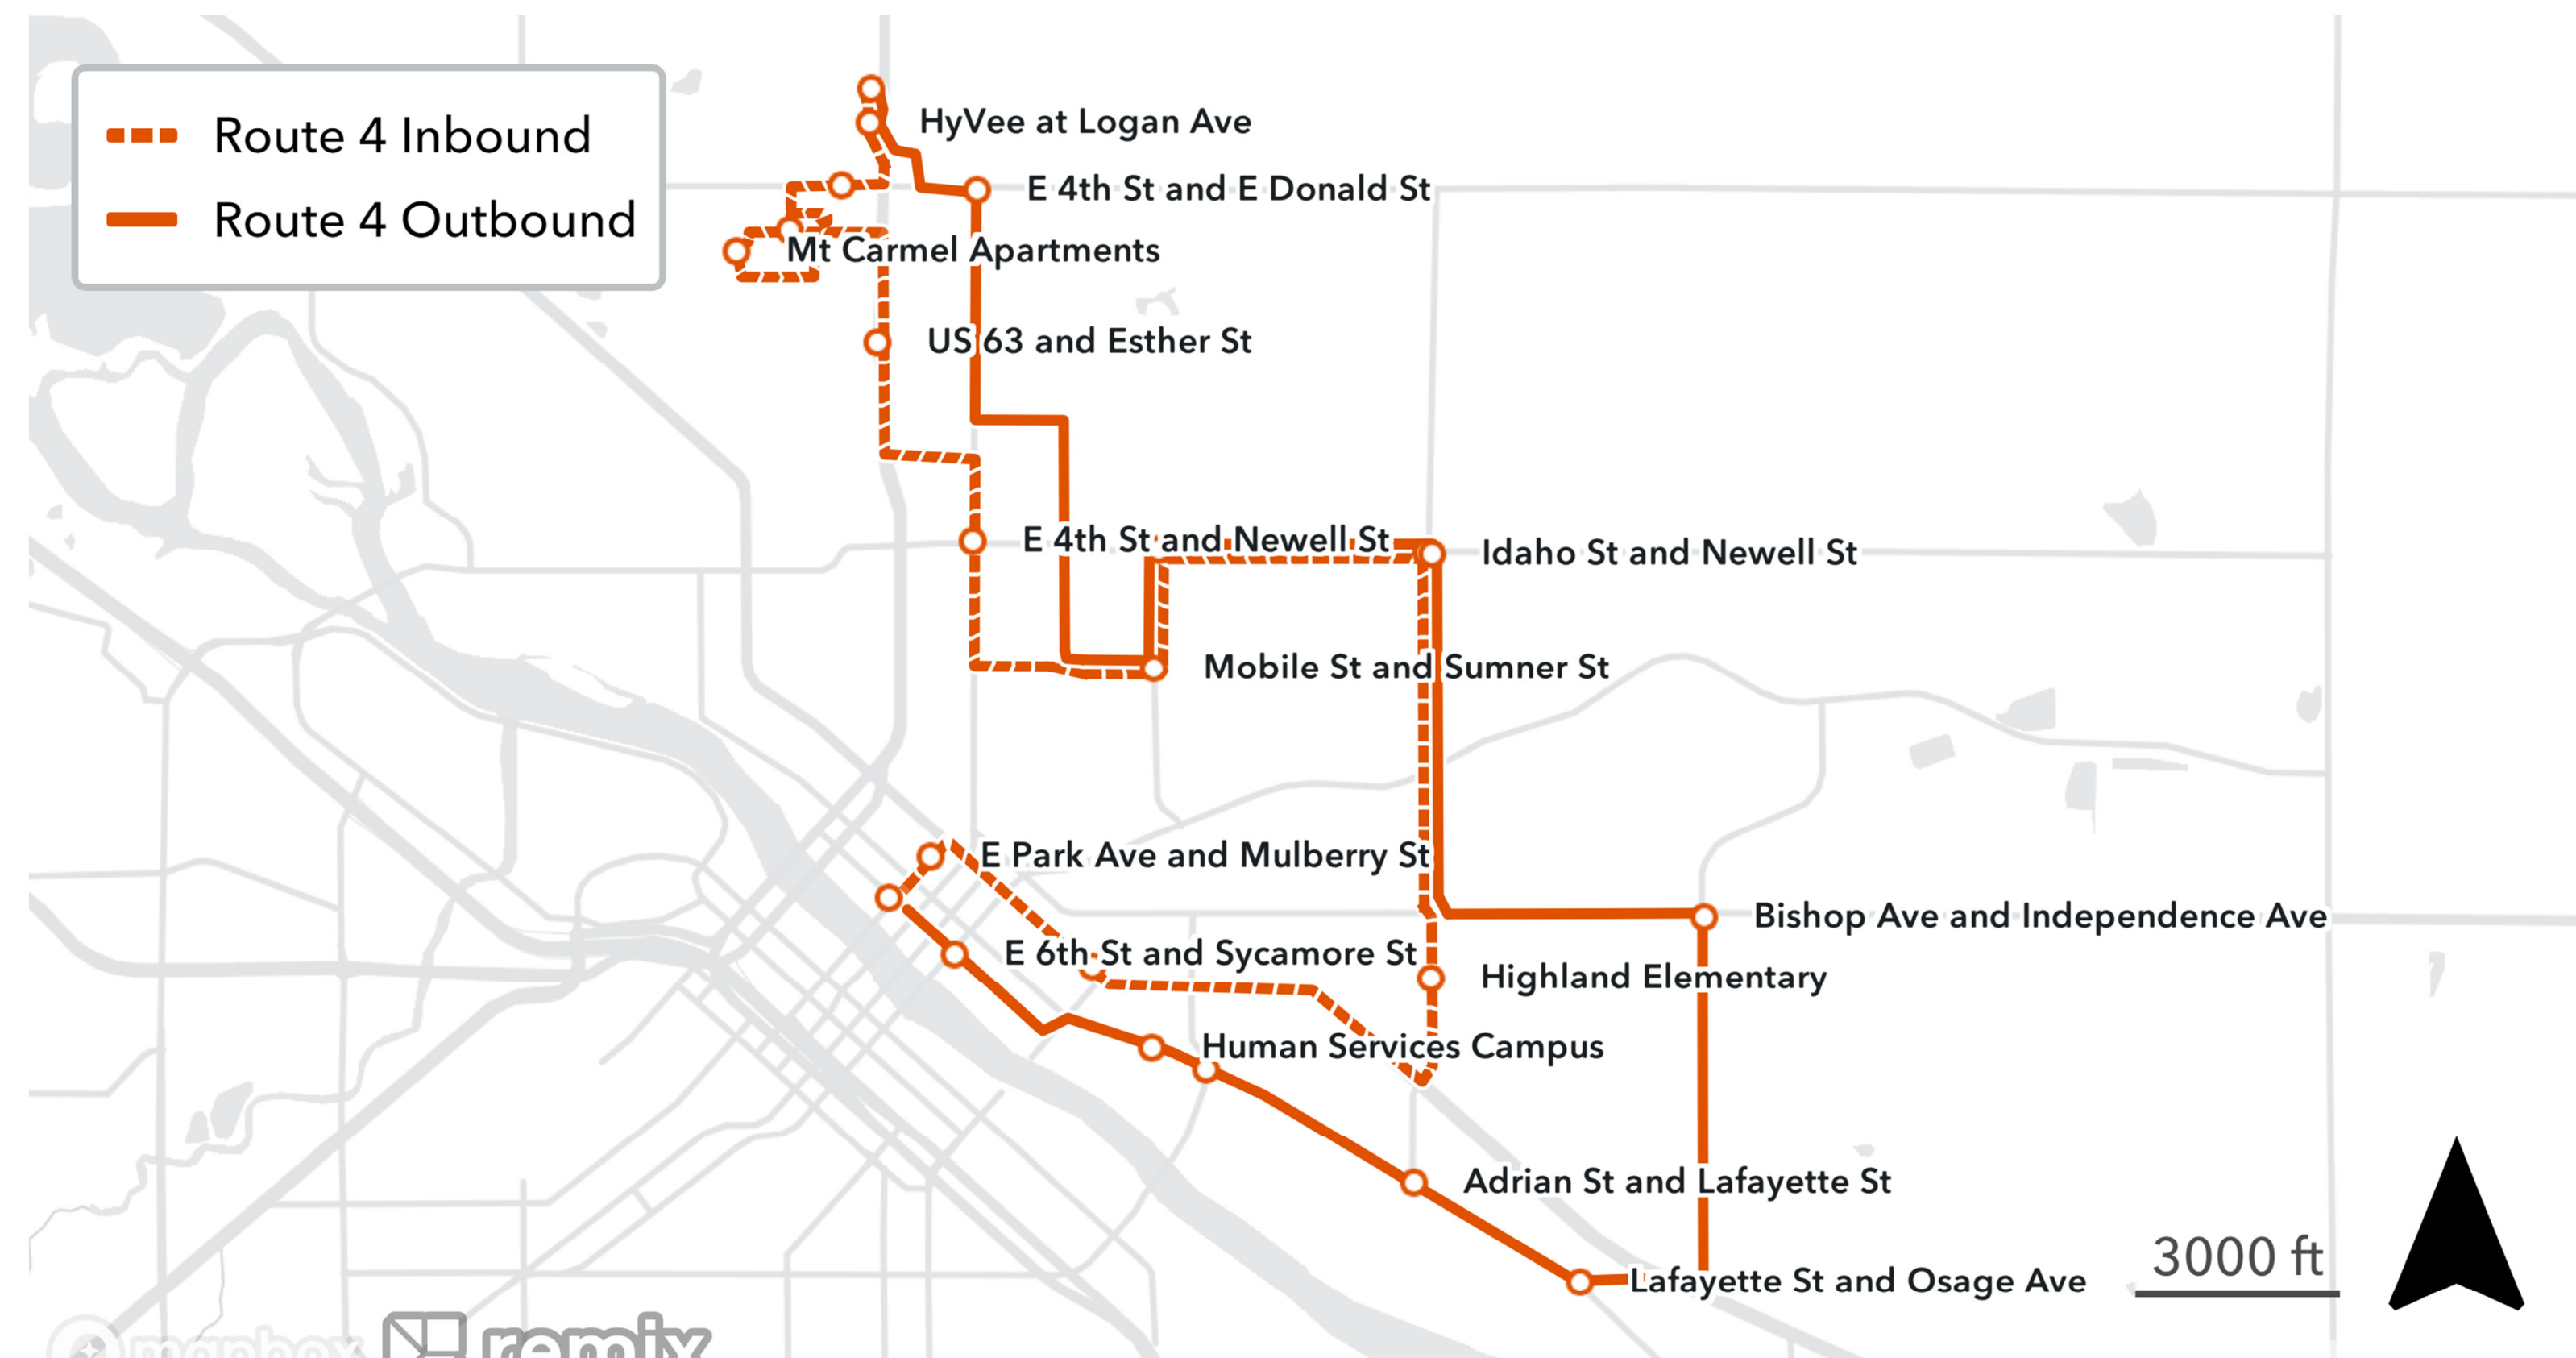 Route 4 Inbound
Route 4 Outbound
HyVee at Logan Ave
E 4th St and E Donald St
Mt Carmel Apartments
US 63 and Esther St
E 4th St and Newell St
Idaho St and Newell St
Mobile St and Sumner St
E Park Ave and Mulberry St
Bishop Ave and Independence Ave
E 6th St and Sycamore St
Highland Elementary
Human Services Campus
Adrian St and Lafayette St
Lafayette St and Osage Ave
3000 ft
mapbox
remix